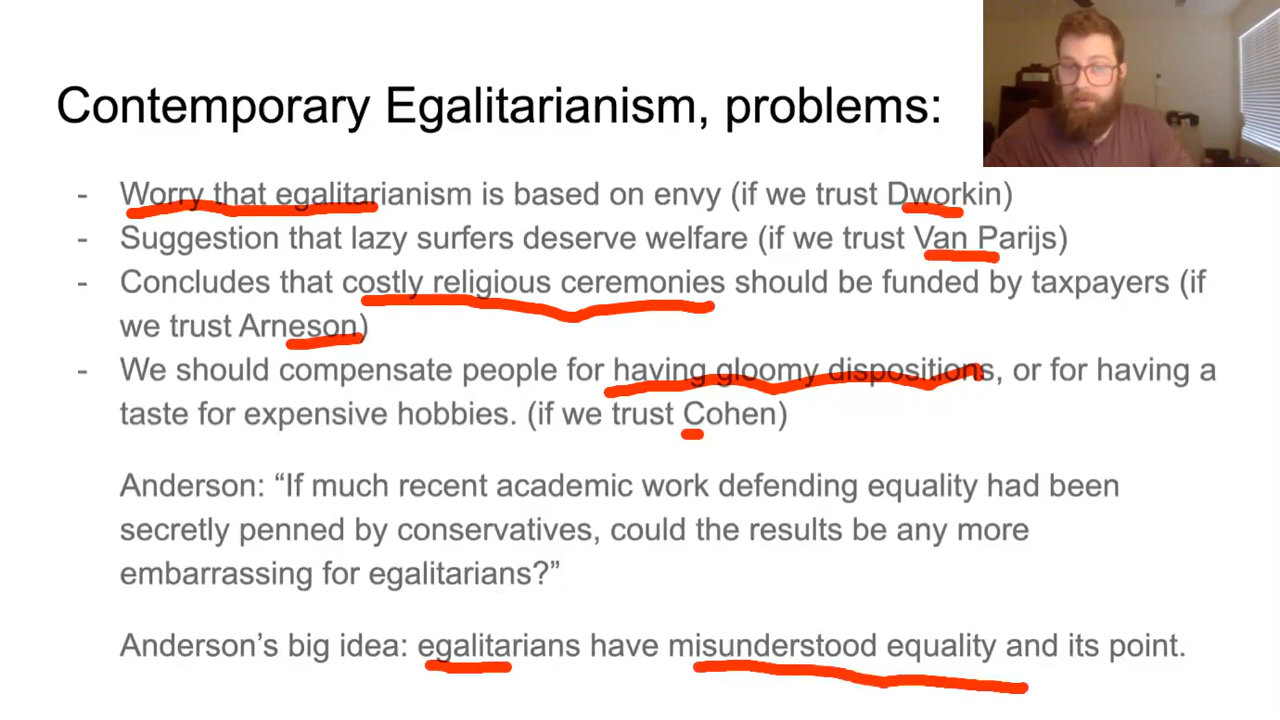 Contemporary Egalitarianism, problems:
- Worry that egalitarianism is based on envy (if we trust Dworkin)
- Suggestion that lazy surfers deserve welfare (if we trust Van Parijs)
- Concludes that costly religious ceremonies should be funded by taxpayers (if
we trust Arneson)
- We should compensate people for having gloomy dispositions, or for having a
taste for expensive hobbies. (if we trust Cohen)
Anderson: “If much recent academic work defending equality had been
secretly penned by conservatives, could the results be any more
embarrassing for egalitarians?”
Anderson’s big idea: egalitarians have misunderstood equality and its point.